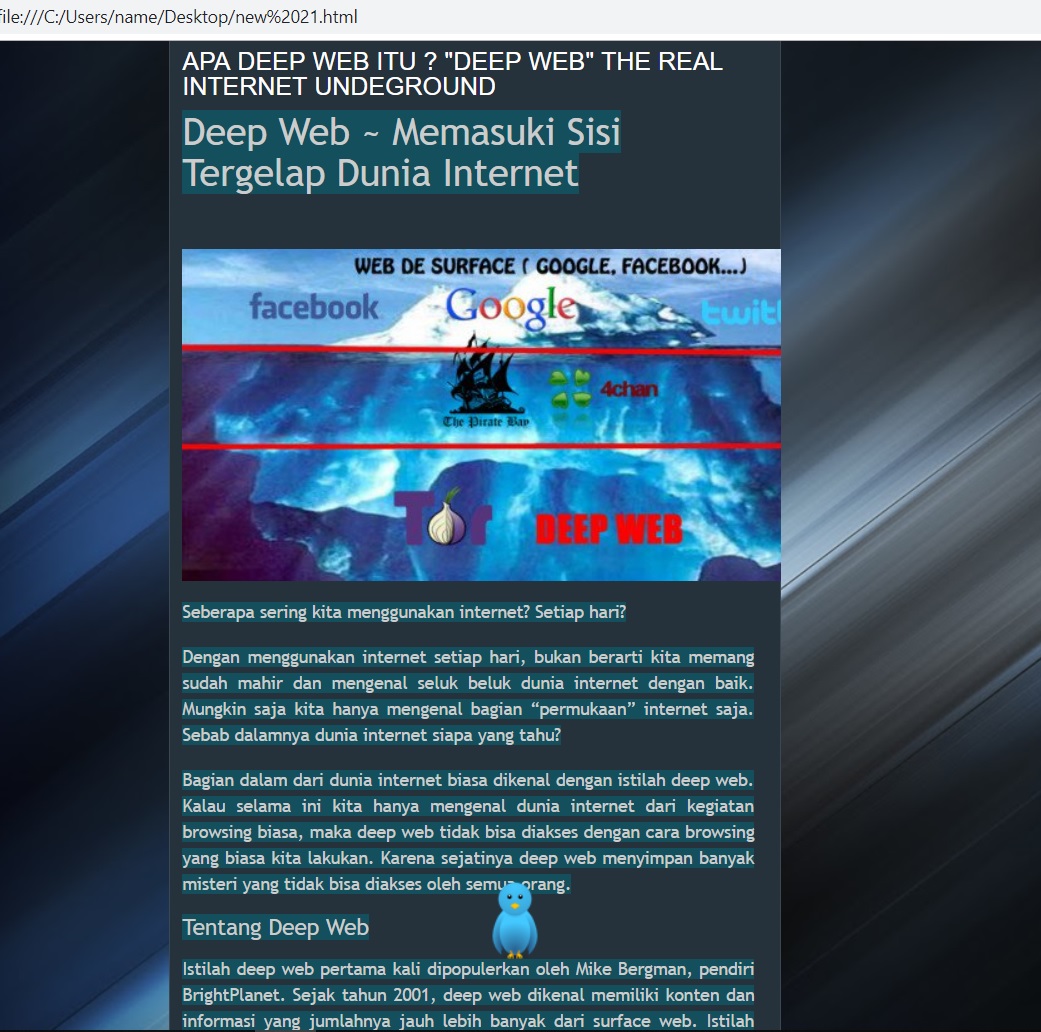 file:///C:/Users/name/Desktop/new%2021.html
APA DEEP WEB ITU ? "DEEP WEB" THE REAL
INTERNET UNDEGROUND
Deep Web ~ Memasuki Sisi
Tergelap Dunia Internet
WEB DE SURFACE ( GOOGLE, FACEBOOK...)
facebook Google twitt
4chan
The Pirate Bay
Tor DEEP WEB
Seberapa sering kita menggunakan internet? Setiap hari?
Dengan menggunakan internet setiap hari, bukan berarti kita memang
sudah mahir dan mengenal seluk beluk dunia internet dengan baik.
Mungkin saja kita hanya mengenal bagian “permukaan” internet saja.
Sebab dalamnya dunia internet siapa yang tahu?
Bagian dalam dari dunia internet biasa dikenal dengan istilah deep web.
Kalau selama ini kita hanya mengenal dunia internet dari kegiatan
browsing biasa, maka deep web tidak bisa diakses dengan cara browsing
yang biasa kita lakukan. Karena sejatinya deep web menyimpan banyak
misteri yang tidak bisa diakses oleh semua orang.
Tentang Deep Web
Istilah deep web pertama kali dipopulerkan oleh Mike Bergman, pendiri
BrightPlanet. Sejak tahun 2001, deep web dikenal memiliki konten dan
informasi yang jumlahnya jauh lebih banyak dari surface web. Istilah